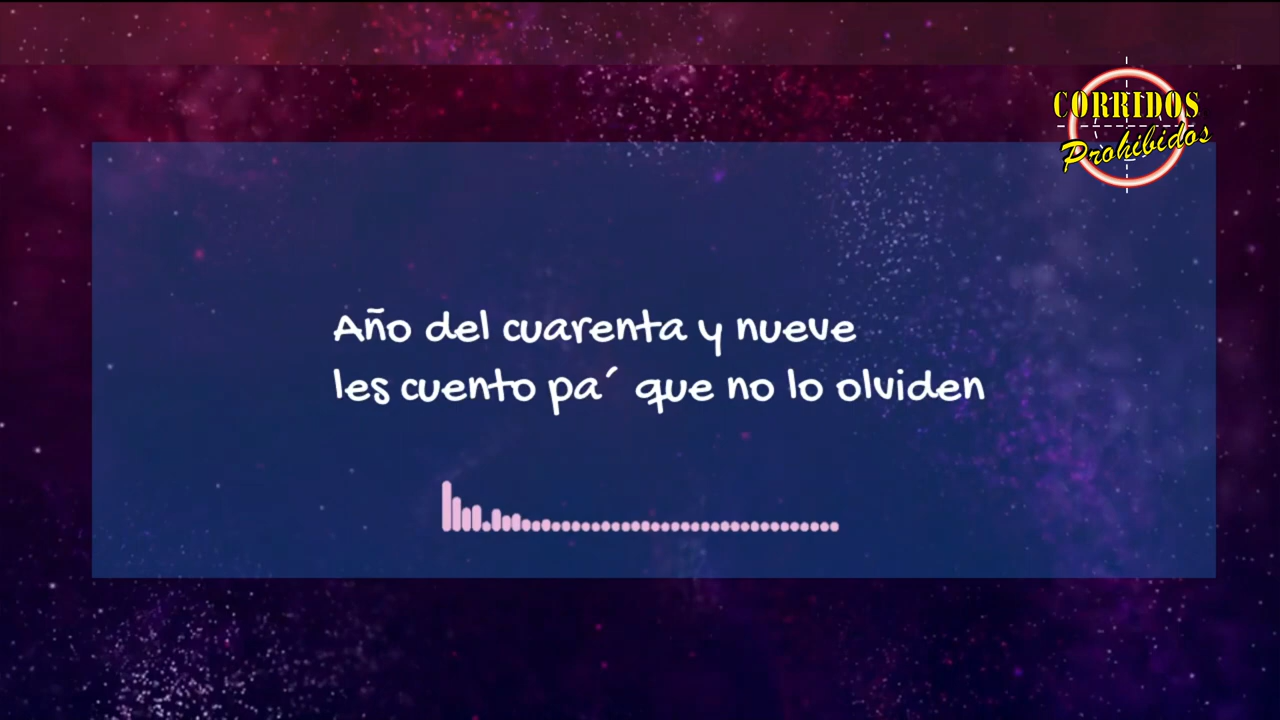 CORRIDOS
Prohibidos
Año del cuarenta y nueve
les cuento pa´ que no lo olviden